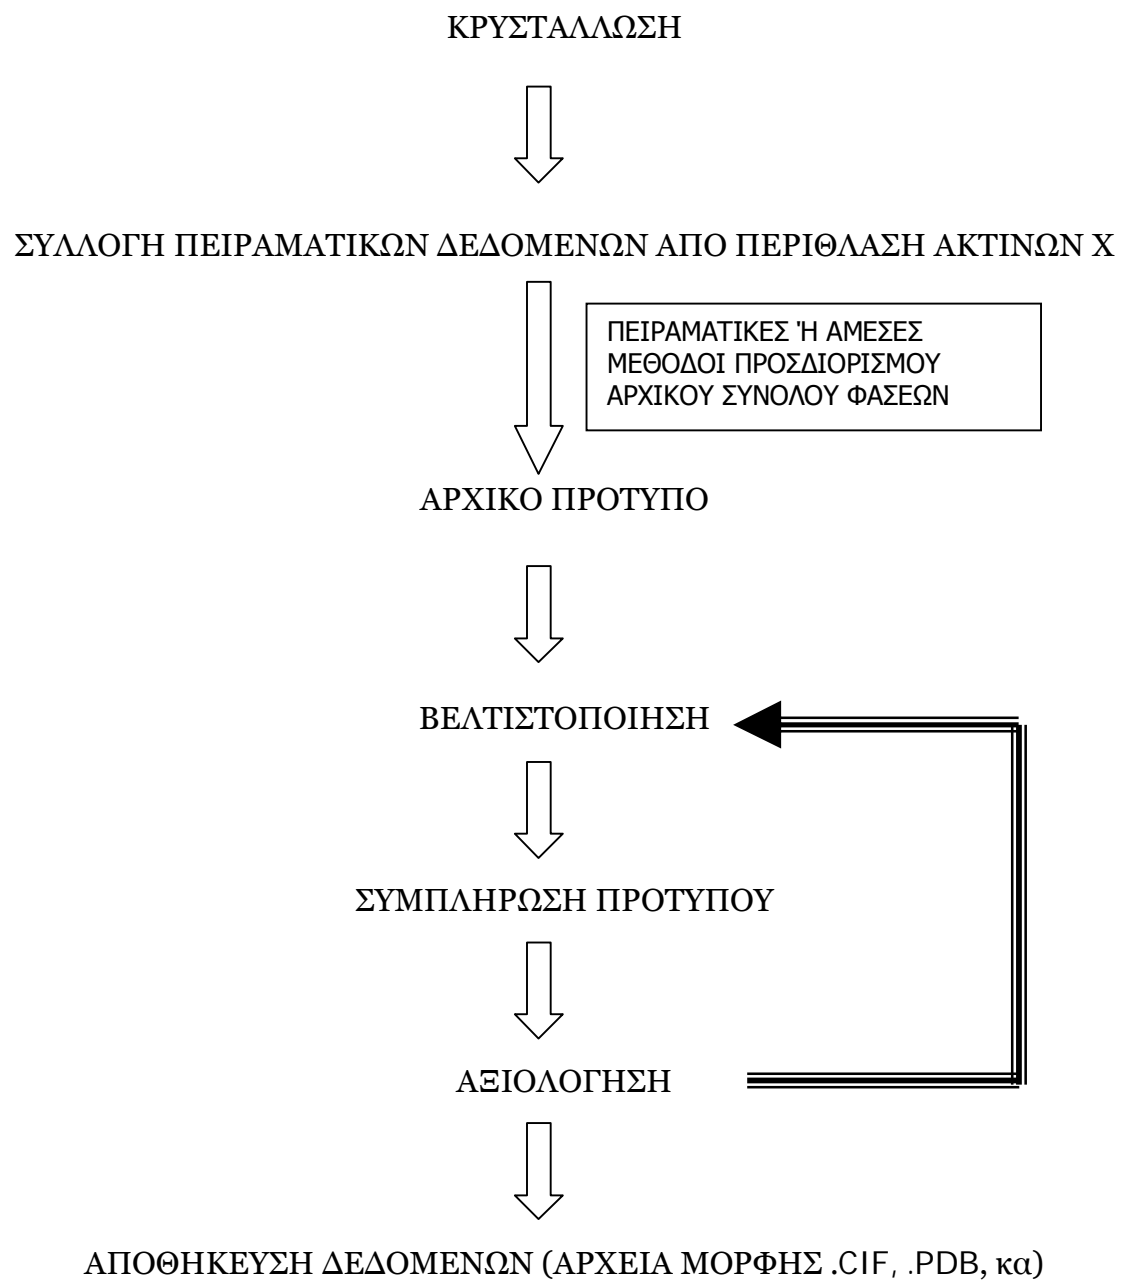 ΚΡΥΣΤΑΛΛΩΣΗ
ΣΥΛΛΟΓΗ ΠΕΙΡΑΜΑΤΙΚΩΝ ΔΕΔΟΜΕΝΩΝ ΑΠΟ ΠΕΡΙΘΛΑΣΗ ΑΚΤΙΝΩΝ Χ
ΠΕΙΡΑΜΑΤΙΚΕΣ Ή ΑΜΕΣΕΣ
ΜΕΘΟΔΟΙ ΠΡΟΣΔΙΟΡΙΣΜΟΥ
ΑΡΧΙΚΟΥ ΣΥΝΟΛΟΥ ΦΑΣΕΩΝ
ΑΡΧΙΚΟ ΠΡΟΤΥΠΟ
ΒΕΛΤΙΣΤΟΠΟΙΗΣΗ
ΣΥΜΠΛΗΡΩΣΗ ΠΡΟΤΥΠΟΥ
ΑΞΙΟΛΟΓΗΣΗ
ΑΠΟΘΗΚΕΥΣΗ ΔΕΔΟΜΕΝΩΝ (ΑΡΧΕΙΑ ΜΟΡΦΗΣ .CIF, .PDB, κα)